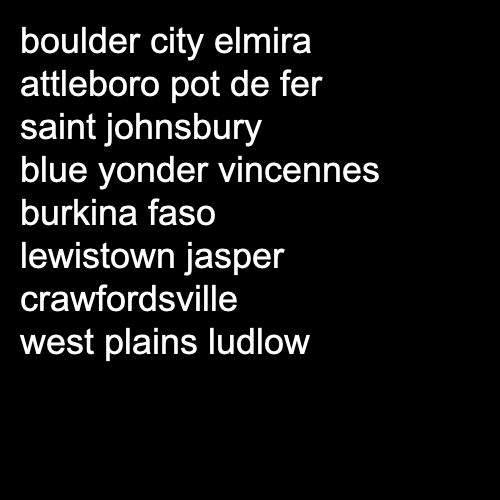 boulder city elmira
attleboro pot de fer
saint johnsbury
blue yonder vincennes
burkina faso
lewistown jasper
crawfordsville
west plains ludlow